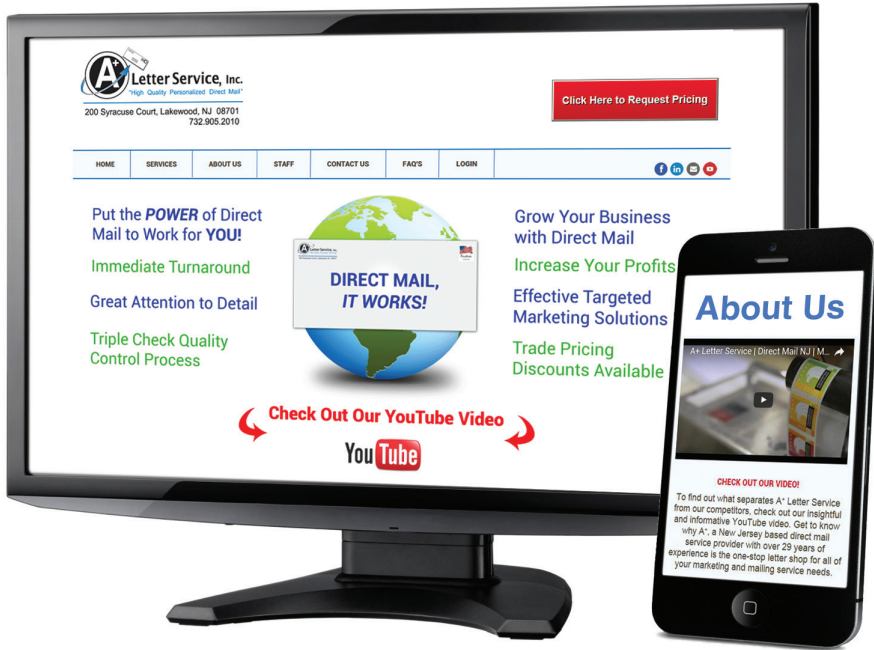 A+
Letter Service, Inc.
"High Quality Personalized Direct Mail"
200 Syracuse Court, Lakewood, NJ 08701
732.905.2010
Click Here to Request Pricing
HOME SERVICES ABOUT US STAFF CONTACT US FAQ'S LOGIN
f in
Put the POWER of Direct
Mail to Work for YOU!
Immediate Turnaround
Great Attention to Detail
Triple Check Quality
Control Process
A+ Letter Service, Inc.
DIRECT MAIL,
IT WORKS!
Grow Your Business
with Direct Mail
Increase Your Profits
Effective Targeted
Marketing Solutions
Trade Pricing
Discounts Available
Check Out Our YouTube Video
YouTube
About Us
A+ Letter Service | Direct Mail NJ | M...
CHECK OUT OUR VIDEO!
To find out what separates A+ Letter Service
from our competitors, check out our insightful
and informative YouTube video. Get to know
why A+, a New Jersey based direct mail
service provider with over 29 years of
experience is the one-stop letter shop for all of
your marketing and mailing service needs.